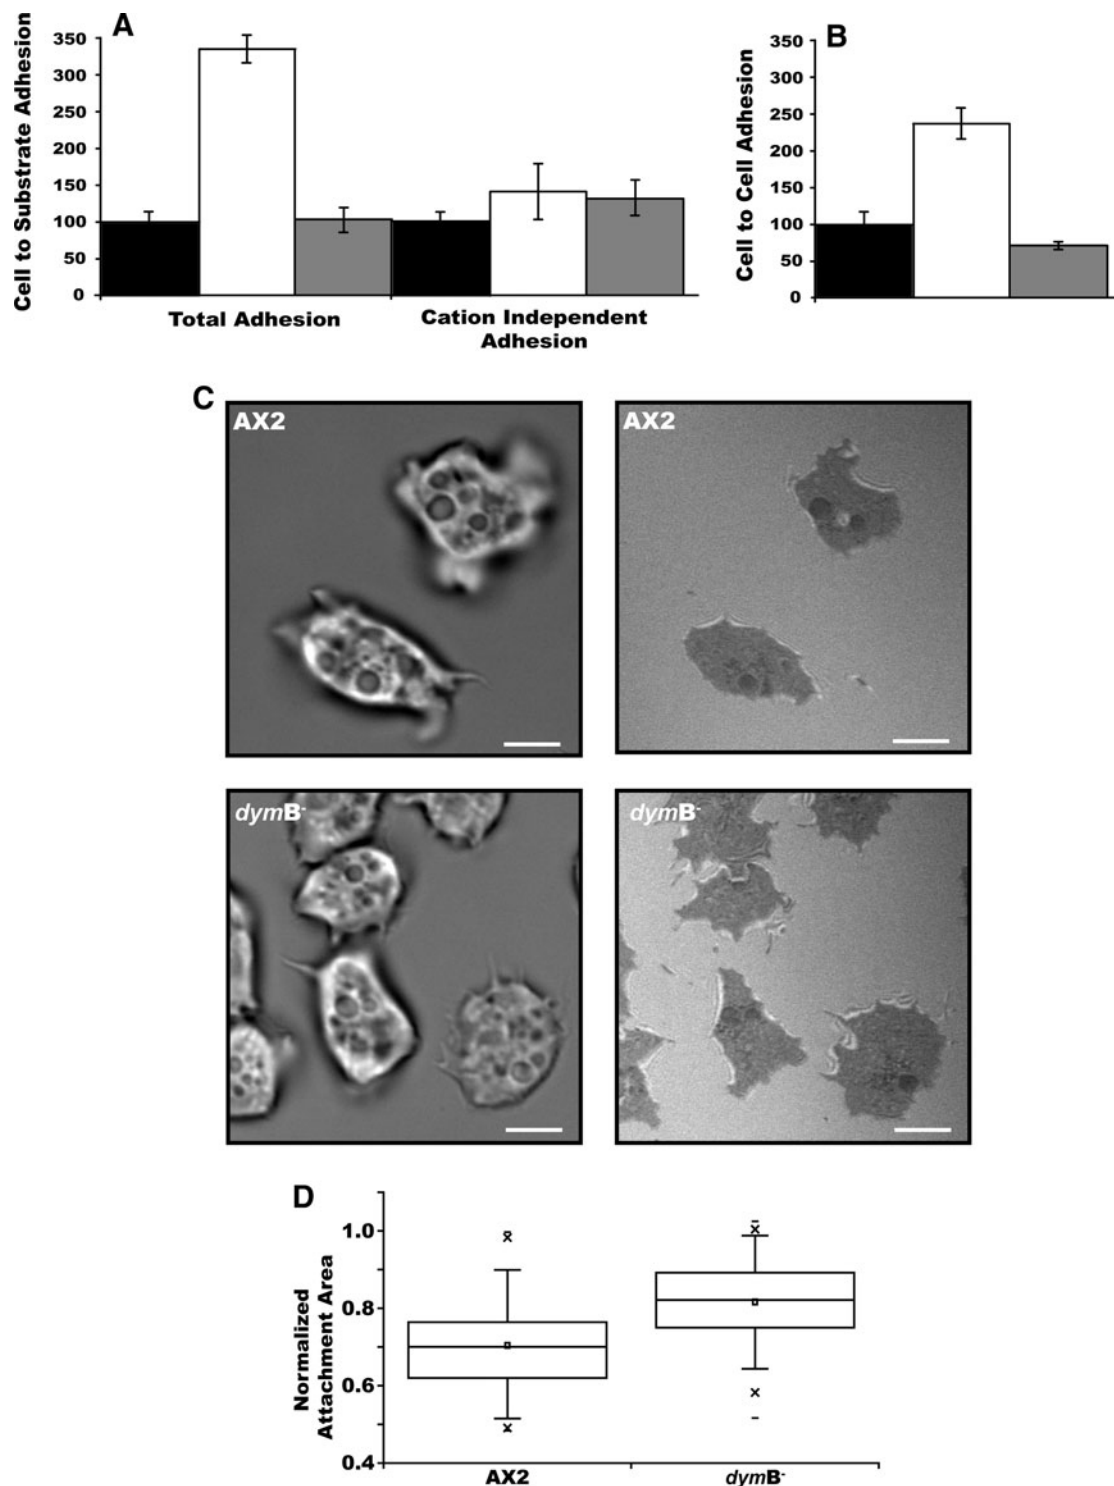 A
Cell to Substrate Adhesion
350
300
250
200
150
100
50
0
Total Adhesion
Cation Independent
Adhesion
B
Cell to Cell Adhesion
350
300
250
200
150
100
50
0
C
AX2
AX2
dymB-
dymB-
D
Normalized
Attachment Area
1.0
0.8
0.6
0.4
AX2
dymB-